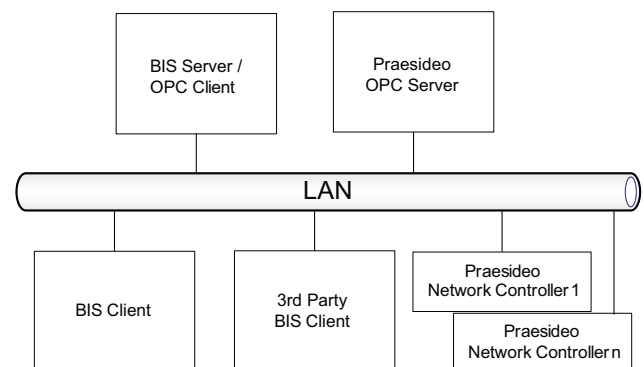 BIS Server /
OPC Client
Praesideo
OPC Server
LAN
BIS Client
3rd Party
BIS Client
Praesideo
Network Controller 1
Praesideo
Network Controller n